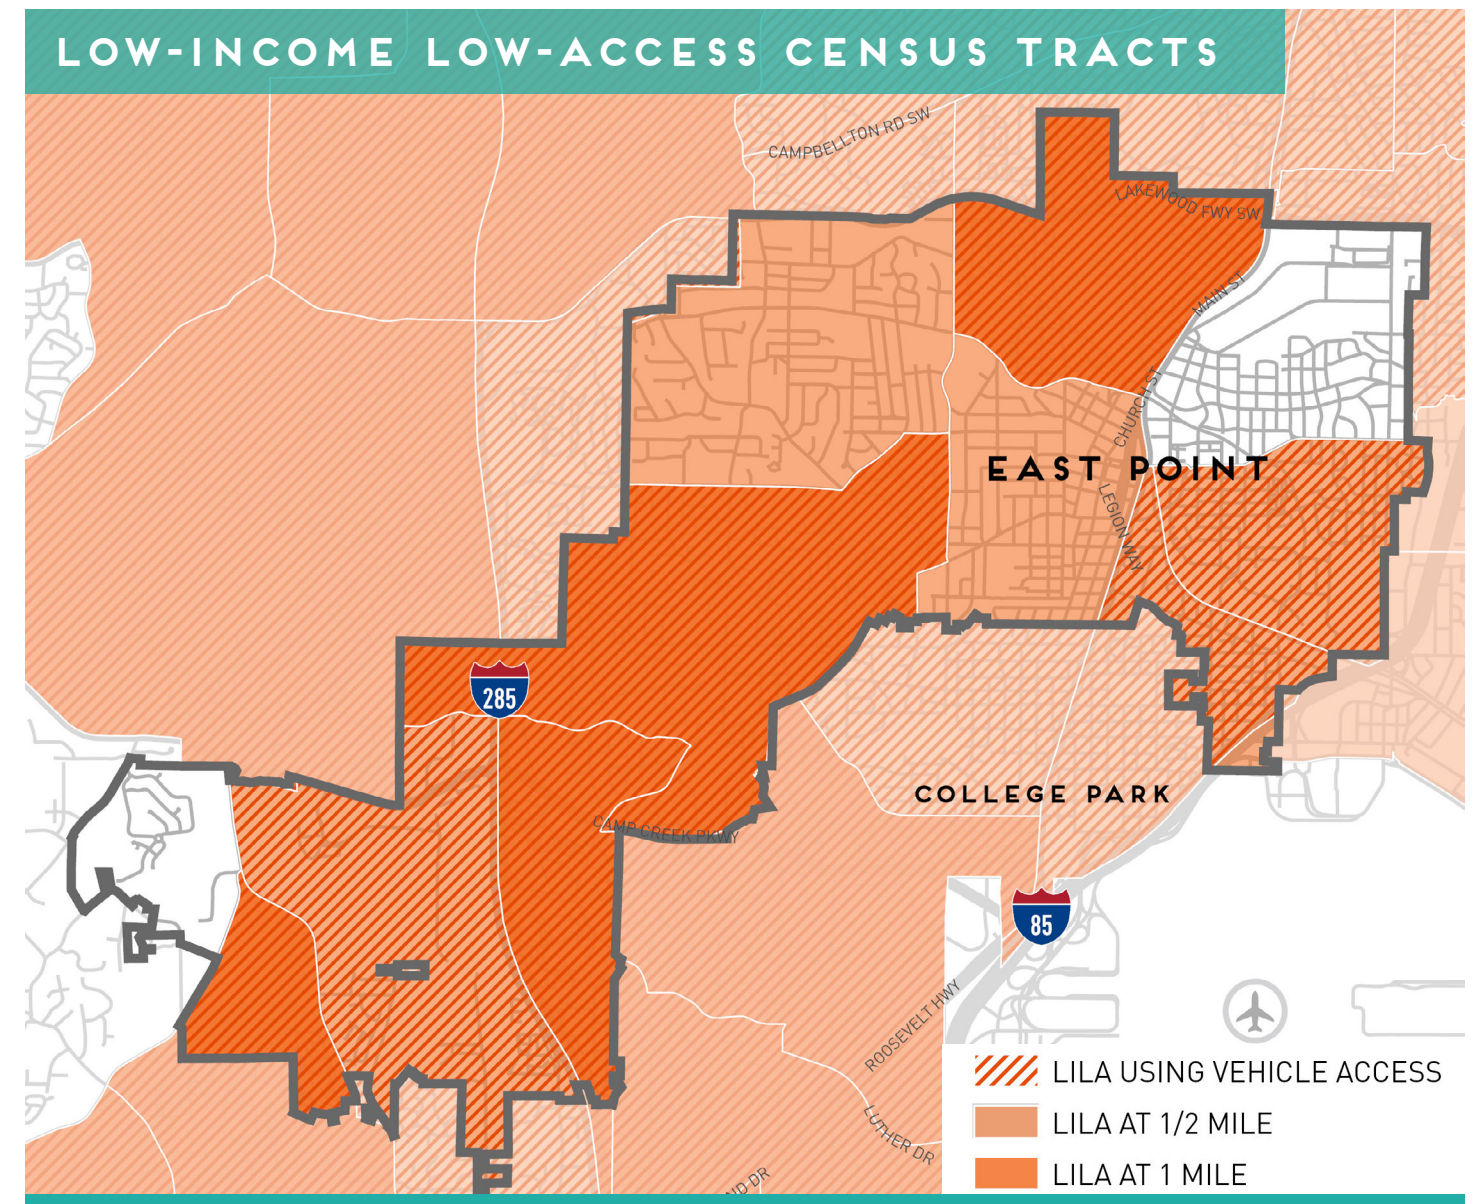 LOW-INCOME LOW-ACCESS CENSUS TRACTS
CAMPBELLTON RD SW
LAKEWOOD FWY SW
MAIN ST
CHURCH ST
EAST POINT
LEGION WAY
285
COLLEGE PARK
CAMP CREEK PKWY
85
ROOSEVELT HWY
LUTHER DR
ND DR
LILA USING VEHICLE ACCESS
LILA AT 1/2 MILE
LILA AT 1 MILE